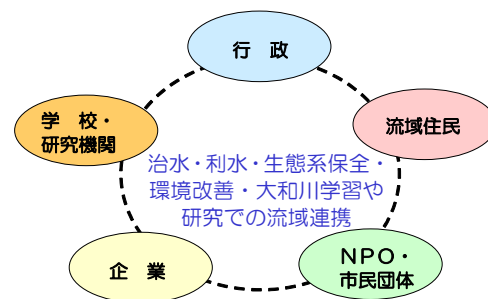 行　政
学　校・
研究機関
流域住民
治水・利水・生態系保全・
環境改善・大和川学習や
研究での流域連携
企　業
ＮＰＯ・
市民団体